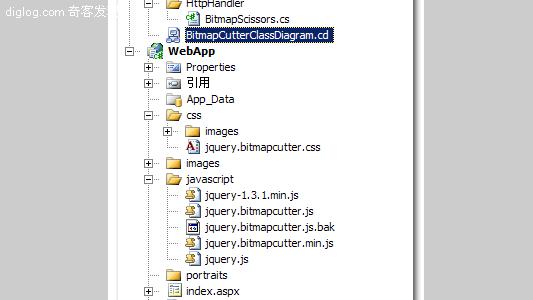 diglog.com 奇客发现
HttpHandler
BitmapScissors.cs
BitmapCutterClassDiagram.cd
WebApp
Properties
引用
App_Data
css
images
jquery.bitmapcutter.css
images
javascript
jquery-1.3.1.min.js
jquery.bitmapcutter.js
jquery.bitmapcutter.js.bak
jquery.bitmapcutter.min.js
jquery.js
portraits
index.aspx